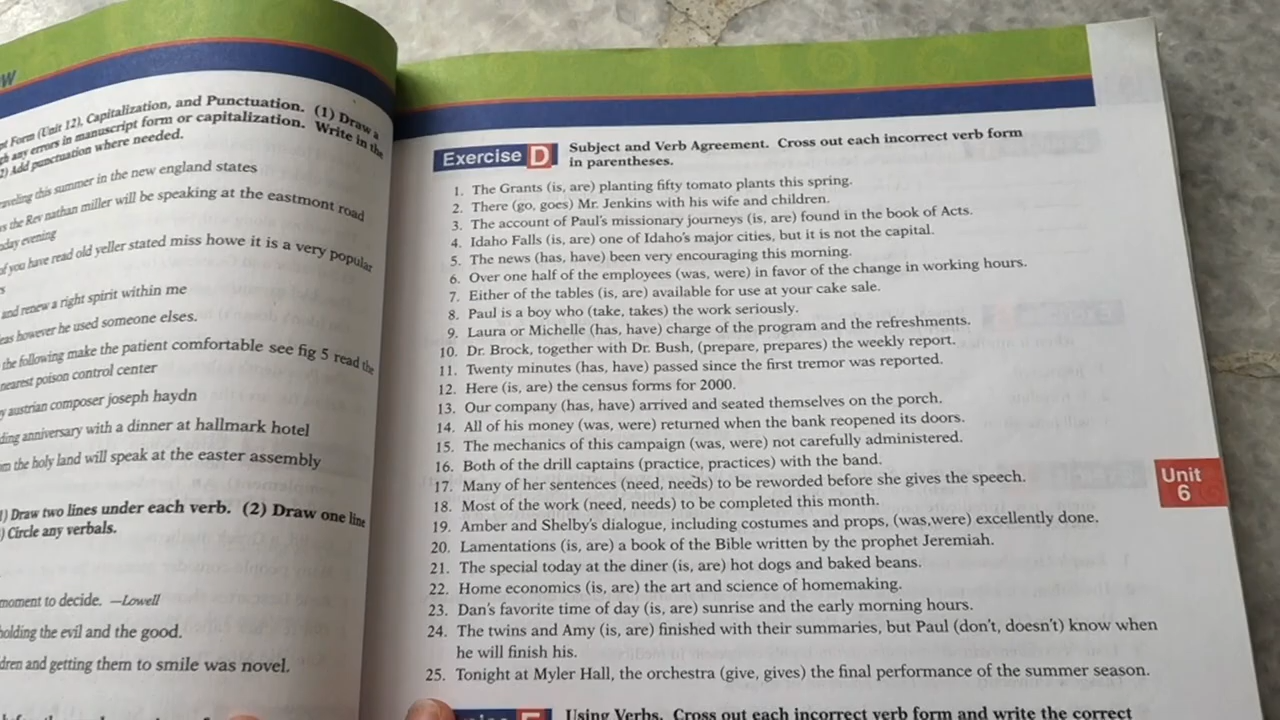 W
pt Form (Unit 12), Capitalization, and Punctuation. (1) Draw a
gh any errors in manuscript form or capitalization. Write in the
2) Add punctuation where needed.
aveling this summer in the new england states
s the Rev nathan miller will be speaking at the eastmont road
day evening
of you have read old yeller stated miss howe it is a very popular
s
and renew a right spirit within me
eas however he used someone elses.
the following make the patient comfortable see fig 5 read the
nearest poison control center
y austrian composer joseph haydn
ding anniversary with a dinner at hallmark hotel
om the holy land will speak at the easter assembly
1) Draw two lines under each verb. (2) Draw one line
) Circle any verbals.
moment to decide. —Lowell
holding the evil and the good.
dren and getting them to smile was novel.
Exercise D Subject and Verb Agreement. Cross out each incorrect verb form
in parentheses.
1. The Grants (is, are) planting fifty tomato plants this spring.
2. There (go, goes) Mr. Jenkins with his wife and children.
3. The account of Paul's missionary journeys (is, are) found in the book of Acts.
4. Idaho Falls (is, are) one of Idaho's major cities, but it is not the capital.
5. The news (has, have) been very encouraging this morning.
6. Over one half of the employees (was, were) in favor of the change in working hours.
7. Either of the tables (is, are) available for use at your cake sale.
8. Paul is a boy who (take, takes) the work seriously.
9. Laura or Michelle (has, have) charge of the program and the refreshments.
10. Dr. Brock, together with Dr. Bush, (prepare, prepares) the weekly report.
11. Twenty minutes (has, have) passed since the first tremor was reported.
12. Here (is, are) the census forms for 2000.
13. Our company (has, have) arrived and seated themselves on the porch.
14. All of his money (was, were) returned when the bank reopened its doors.
15. The mechanics of this campaign (was, were) not carefully administered.
16. Both of the drill captains (practice, practices) with the band.
17. Many of her sentences (need, needs) to be reworded before she gives the speech.
18. Most of the work (need, needs) to be completed this month.
19. Amber and Shelby's dialogue, including costumes and props, (was,were) excellently done.
20. Lamentations (is, are) a book of the Bible written by the prophet Jeremiah.
21. The special today at the diner (is, are) hot dogs and baked beans.
22. Home economics (is, are) the art and science of homemaking.
23. Dan's favorite time of day (is, are) sunrise and the early morning hours.
24. The twins and Amy (is, are) finished with their summaries, but Paul (don't, doesn't) know when
he will finish his.
25. Tonight at Myler Hall, the orchestra (give, gives) the final performance of the summer season.
Using Verbs. Cross out each incorrect verb form and write the correct
Unit
6